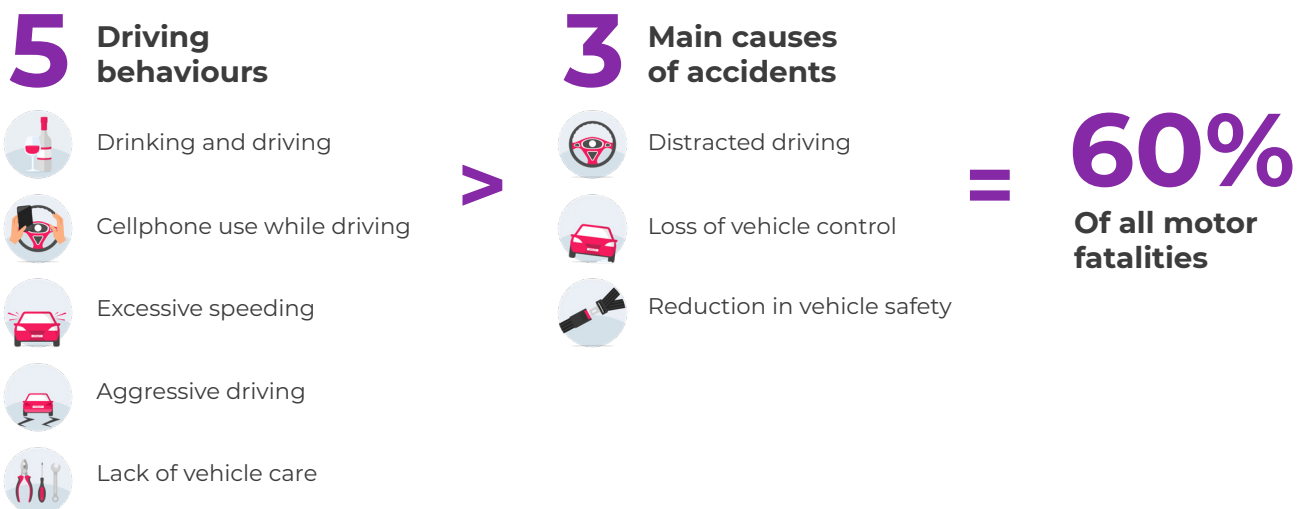 5
Driving
behaviours
Drinking and driving
Cellphone use while driving
Excessive speeding
Aggressive driving
Lack of vehicle care
>
3
Main causes
of accidents
Distracted driving
Loss of vehicle control
Reduction in vehicle safety
=
60%
Of all motor
fatalities